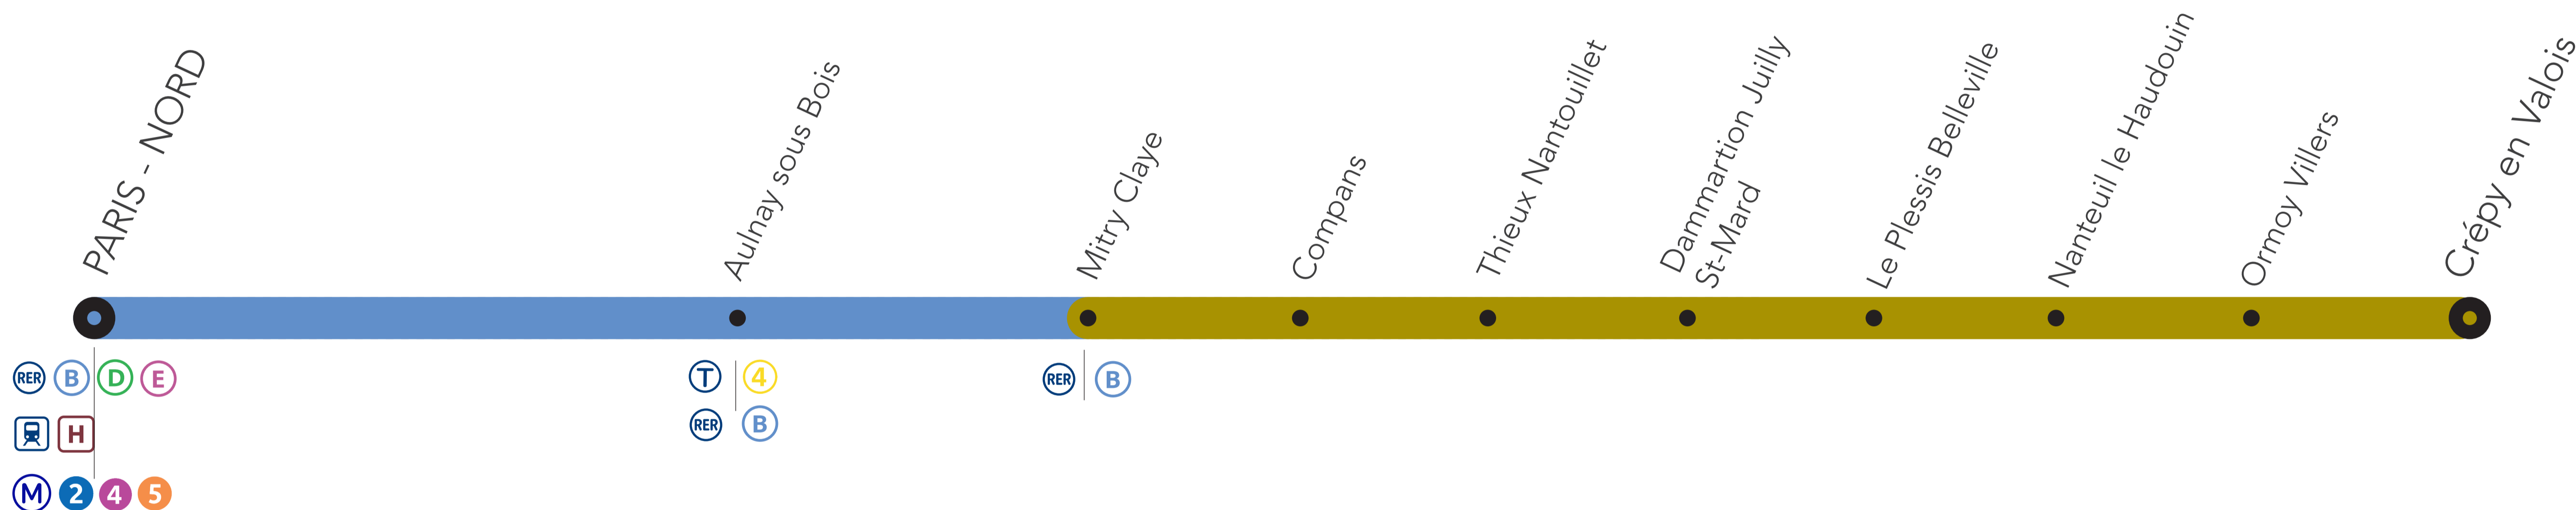 PARIS - NORD
Aulnay sous Bois
Mitry Claye
Compans
Thieux Nantouillet
Dammartion Juilly
St-Mard
Le Plessis Belleville
Nanteuil le Haudouin
Ormoy Villers
Crépy en Valois
RER B D E
H
M 2 4 5
T 4
RER B
RER B